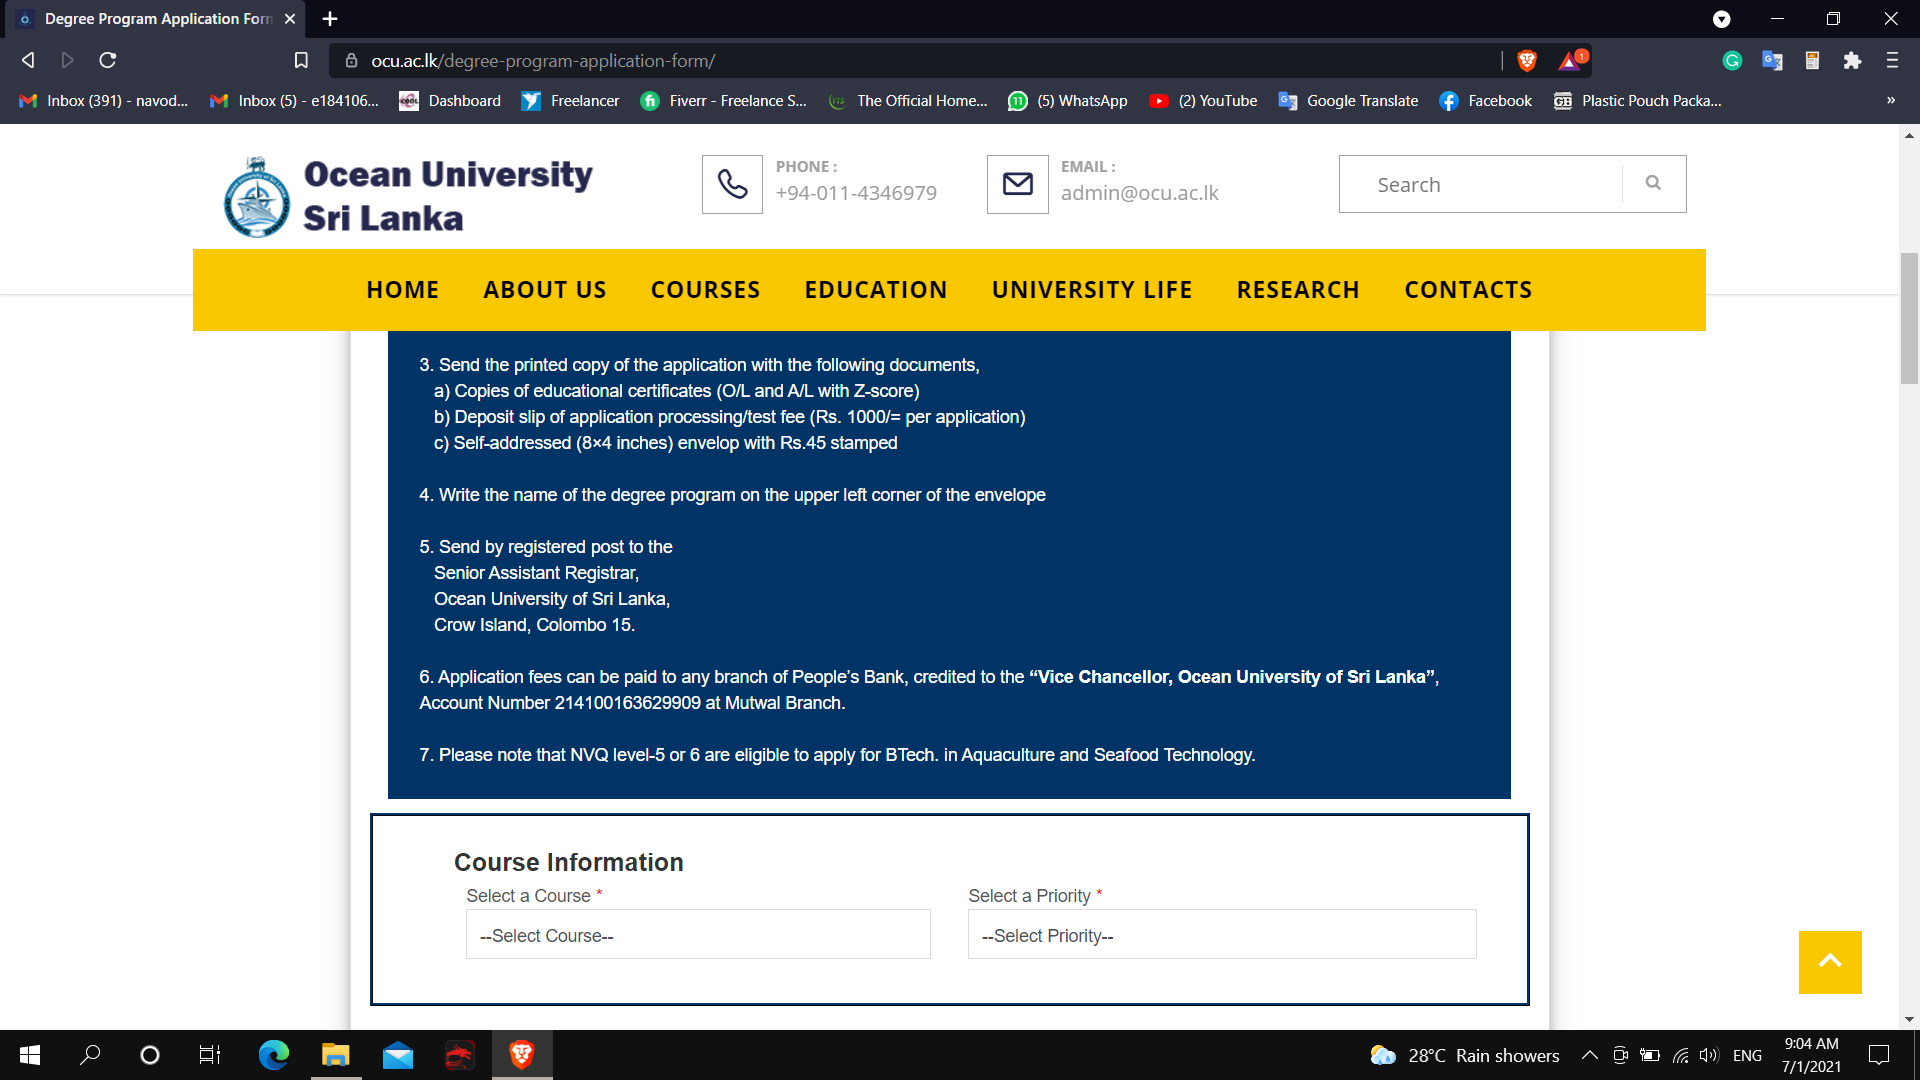 Degree Program Application Form
ocu.ac.lk/degree-program-application-form/
1
Inbox (391) - navod...
Inbox (5) - e184106...
Dashboard
Freelancer
Fiverr - Freelance S...
The Official Home...
(5) WhatsApp
(2) YouTube
Google Translate
Facebook
Plastic Pouch Packa...
»
Ocean University
Sri Lanka
PHONE :
+94-011-4346979
EMAIL :
admin@ocu.ac.lk
Search
HOME ABOUT US COURSES EDUCATION UNIVERSITY LIFE RESEARCH CONTACTS
3. Send the printed copy of the application with the following documents,
a) Copies of educational certificates (O/L and A/L with Z-score)
b) Deposit slip of application processing/test fee (Rs. 1000/= per application)
c) Self-addressed (8×4 inches) envelop with Rs.45 stamped
4. Write the name of the degree program on the upper left corner of the envelope
5. Send by registered post to the
Senior Assistant Registrar,
Ocean University of Sri Lanka,
Crow Island, Colombo 15.
6. Application fees can be paid to any branch of People’s Bank, credited to the “Vice Chancellor, Ocean University of Sri Lanka”,
Account Number 214100163629909 at Mutwal Branch.
7. Please note that NVQ level-5 or 6 are eligible to apply for BTech. in Aquaculture and Seafood Technology.
Course Information
Select a Course *
Select a Priority *
--Select Course--
--Select Priority--
28°C Rain showers
ENG
9:04 AM
7/1/2021